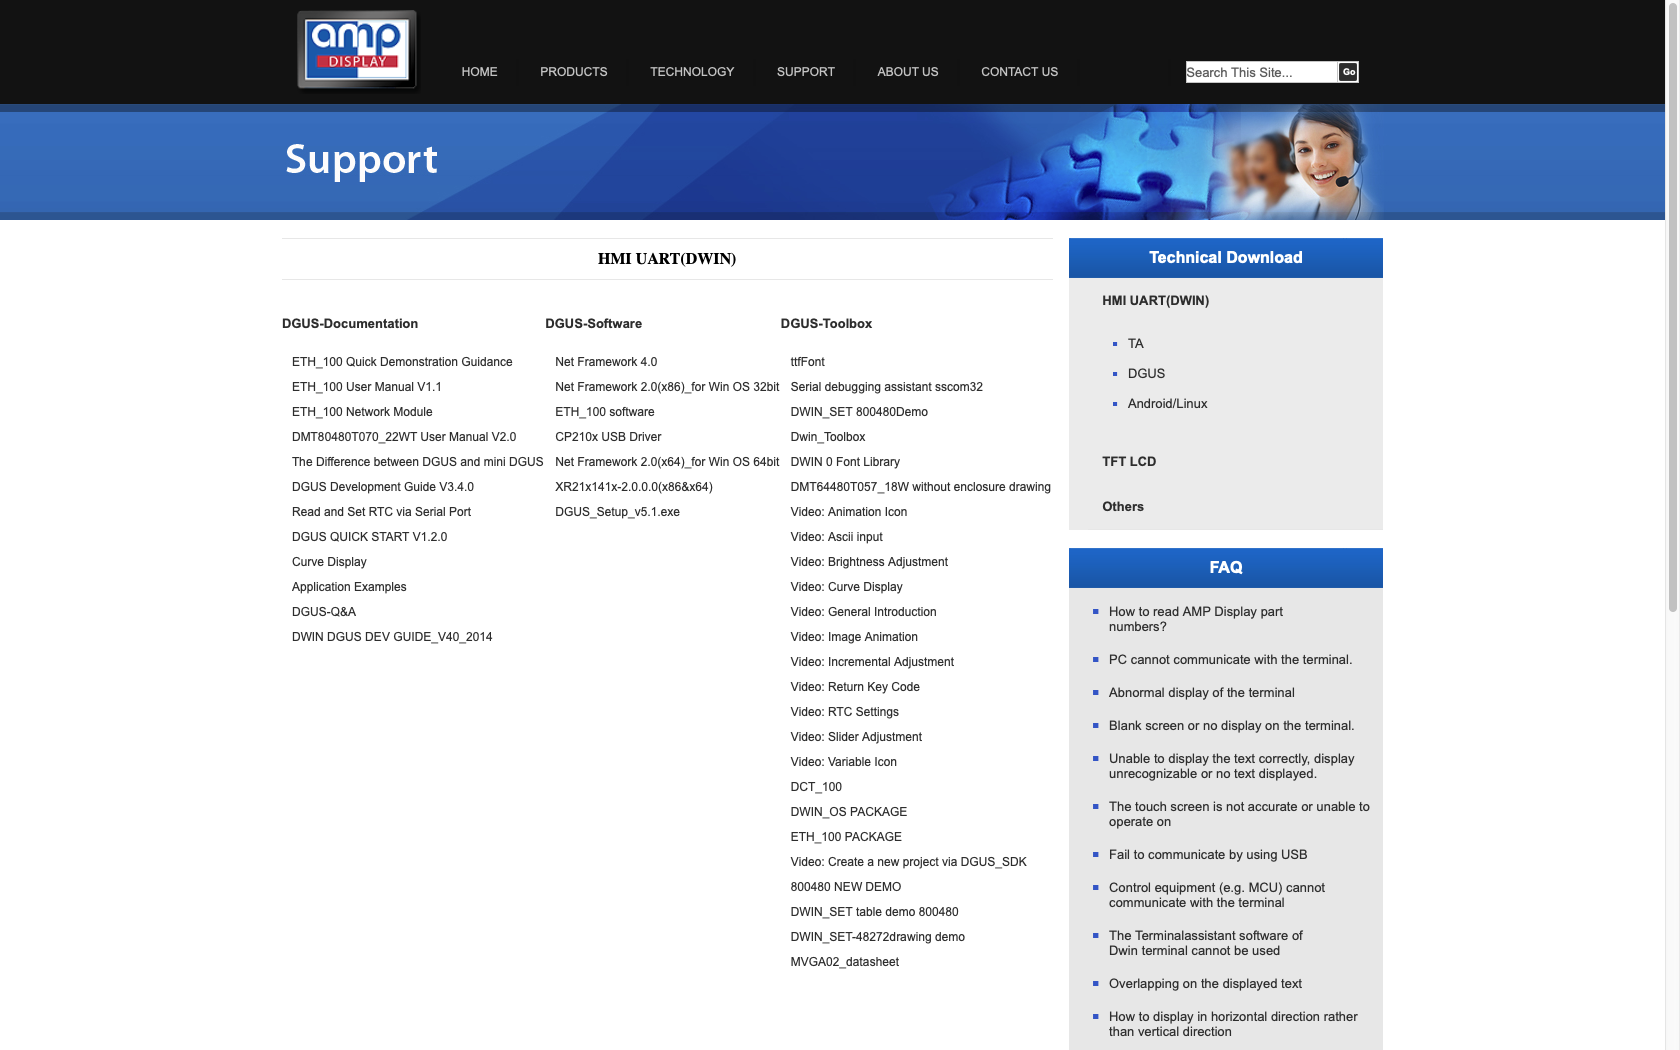 amp
DISPLAY
HOME
PRODUCTS
TECHNOLOGY
SUPPORT
ABOUT US
CONTACT US
Search This Site...
Go
Support
HMI UART(DWIN)
DGUS-Documentation
ETH_100 Quick Demonstration Guidance
ETH_100 User Manual V1.1
ETH_100 Network Module
DMT80480T070_22WT User Manual V2.0
The Difference between DGUS and mini DGUS
DGUS Development Guide V3.4.0
Read and Set RTC via Serial Port
DGUS QUICK START V1.2.0
Curve Display
Application Examples
DGUS-Q&A
DWIN DGUS DEV GUIDE_V40_2014
DGUS-Software
Net Framework 4.0
Net Framework 2.0(x86)_for Win OS 32bit
ETH_100 software
CP210x USB Driver
Net Framework 2.0(x64)_for Win OS 64bit
XR21x141x-2.0.0.0(x86&x64)
DGUS_Setup_v5.1.exe
DGUS-Toolbox
ttfFont
Serial debugging assistant sscom32
DWIN_SET 800480Demo
Dwin_Toolbox
DWIN 0 Font Library
DMT64480T057_18W without enclosure drawing
Video: Animation Icon
Video: Ascii input
Video: Brightness Adjustment
Video: Curve Display
Video: General Introduction
Video: Image Animation
Video: Incremental Adjustment
Video: Return Key Code
Video: RTC Settings
Video: Slider Adjustment
Video: Variable Icon
DCT_100
DWIN_OS PACKAGE
ETH_100 PACKAGE
Video: Create a new project via DGUS_SDK
800480 NEW DEMO
DWIN_SET table demo 800480
DWIN_SET-48272drawing demo
MVGA02_datasheet
Technical Download
HMI UART(DWIN)
TA
DGUS
Android/Linux
TFT LCD
Others
FAQ
How to read AMP Display part
numbers?
PC cannot communicate with the terminal.
Abnormal display of the terminal
Blank screen or no display on the terminal.
Unable to display the text correctly, display
unrecognizable or no text displayed.
The touch screen is not accurate or unable to
operate on
Fail to communicate by using USB
Control equipment (e.g. MCU) cannot
communicate with the terminal
The Terminalassistant software of
Dwin terminal cannot be used
Overlapping on the displayed text
How to display in horizontal direction rather
than vertical direction